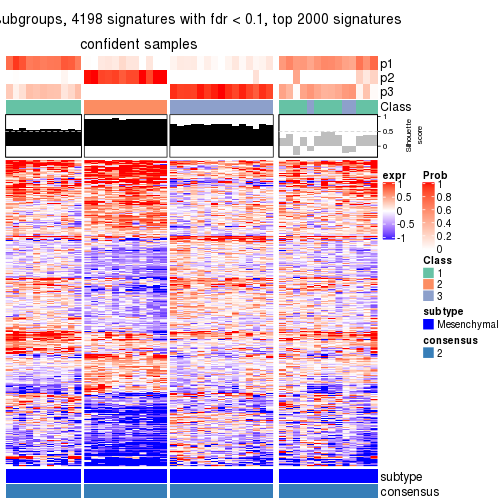 subgroups, 4198 signatures with fdr < 0.1, top 2000 signatures
confident samples
p1
p2
p3
Class
1
0.5
0
Silhouette
score
expr
1
0.5
0
-0.5
-1
Prob
1
0.8
0.6
0.4
0.2
0
Class
1
2
3
subtype
Mesenchymal
consensus
2
subtype
consensus